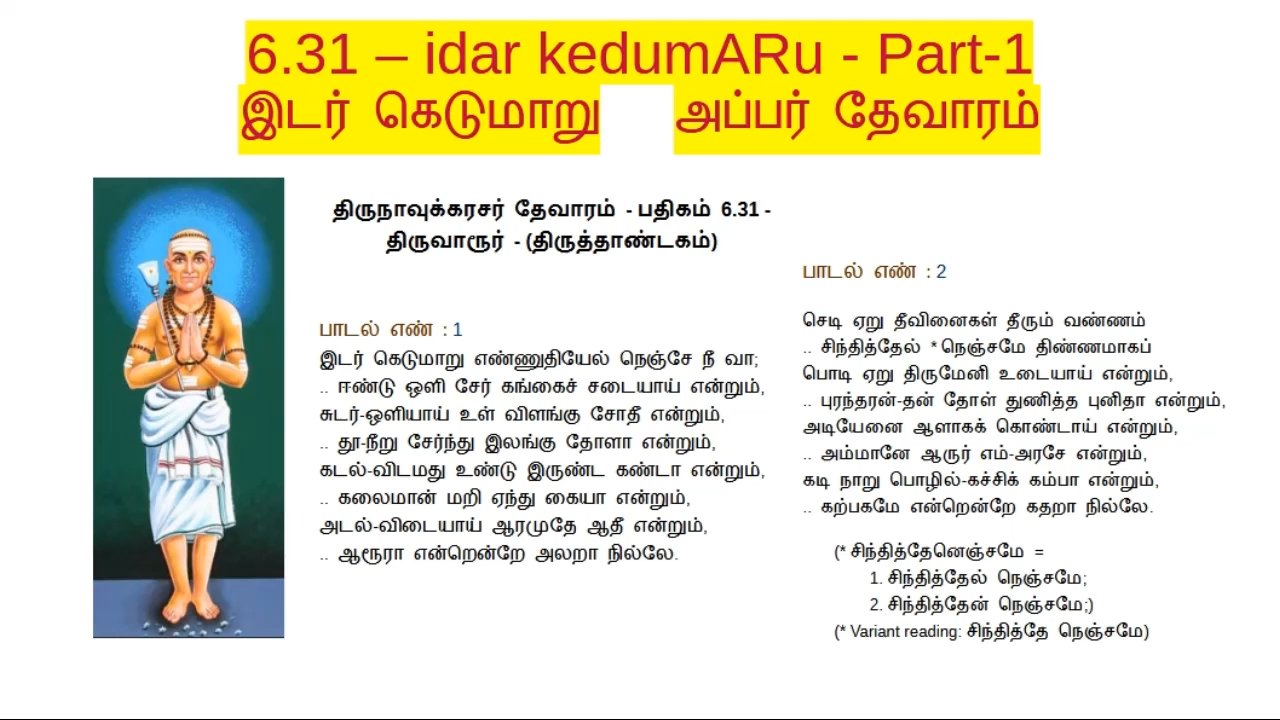 6.31 – idar kedumARu - Part-1
இடர் கெடுமாறு அப்பர் தேவாரம்
திருநாவுக்கரசர் தேவாரம் - பதிகம் 6.31 -
திருவாரூர் - (திருத்தாண்டகம்)
பாடல் எண் : 1
இடர் கெடுமாறு எண்ணுதியேல் நெஞ்சே நீ வா;
.. ஈண்டு ஒளி சேர் கங்கைச் சடையாய் என்றும்,
சுடர்-ஒளியாய் உள் விளங்கு சோதீ என்றும்,
.. தூ-நீறு சேர்ந்து இலங்கு தோளா என்றும்,
கடல்-விடமது உண்டு இருண்ட கண்டா என்றும்,
.. கலைமான் மறி ஏந்து கையா என்றும்,
அடல்-விடையாய் ஆரமுதே ஆதீ என்றும்,
.. ஆரூரா என்றென்றே அலறா நில்லே.
பாடல் எண் : 2
செடி ஏறு தீவினைகள் தீரும் வண்ணம்
.. சிந்தித்தேல் * நெஞ்சமே திண்ணமாகப்
பொடி ஏறு திருமேனி உடையாய் என்றும்,
.. புரந்தரன்-தன் தோள் துணித்த புனிதா என்றும்,
அடியேனை ஆளாகக் கொண்டாய் என்றும்,
.. அம்மானே ஆரூர் எம்-அரசே என்றும்,
கடி நாறு பொழில்-கச்சிக் கம்பா என்றும்,
.. கற்பகமே என்றென்றே கதறா நில்லே.
(* சிந்தித்தேனெஞ்சமே =
1. சிந்தித்தேல் நெஞ்சமே;
2. சிந்தித்தேன் நெஞ்சமே;)
(* Variant reading: சிந்தித்தே நெஞ்சமே)